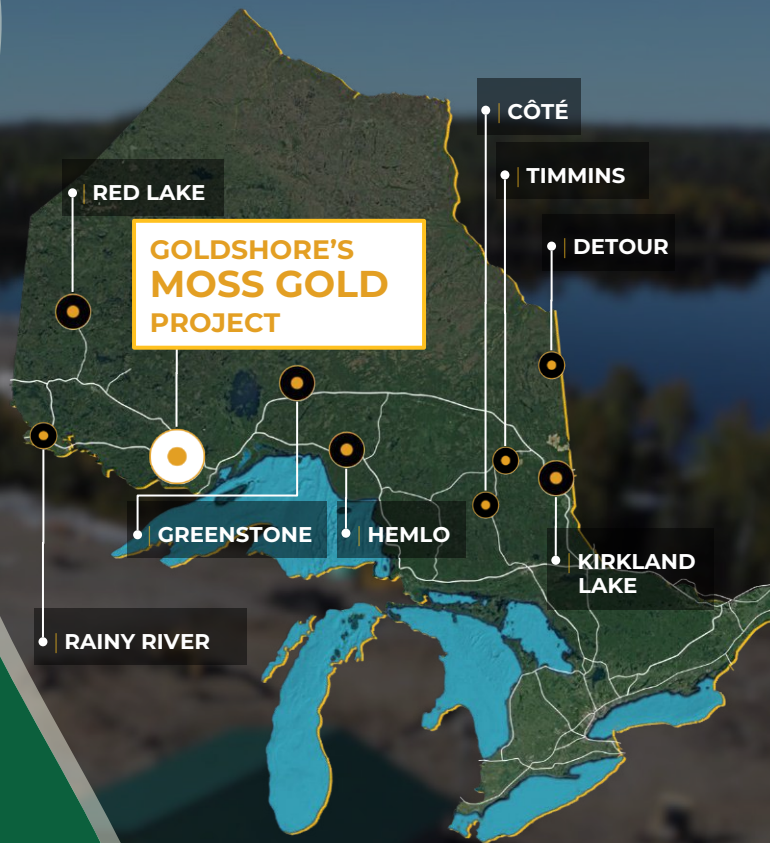 CÔTÉ
TIMMINS
RED LAKE
GOLDSHORE’S
MOSS GOLD
PROJECT
DETOUR
GREENSTONE
HEMLO
KIRKLAND
LAKE
RAINY RIVER